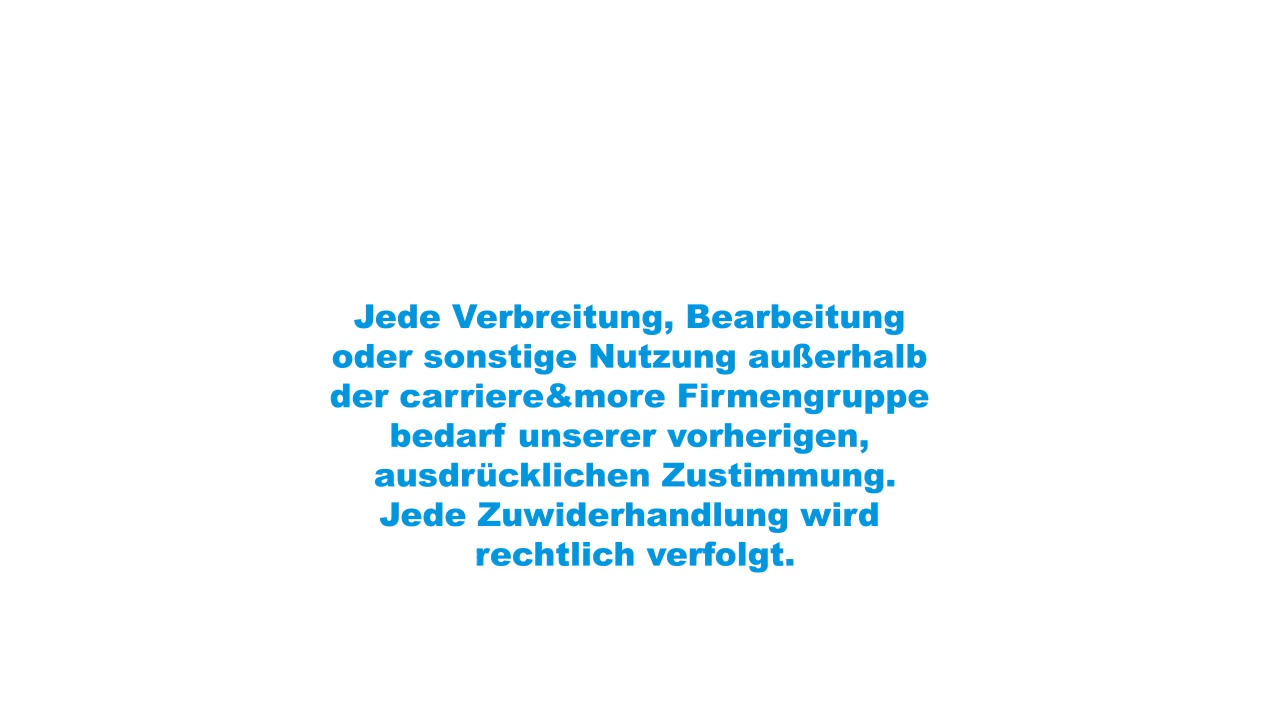 Jede Verbreitung, Bearbeitung
oder sonstige Nutzung außerhalb
der carriere&more Firmengruppe
bedarf unserer vorherigen,
ausdrücklichen Zustimmung.
Jede Zuwiderhandlung wird
rechtlich verfolgt.